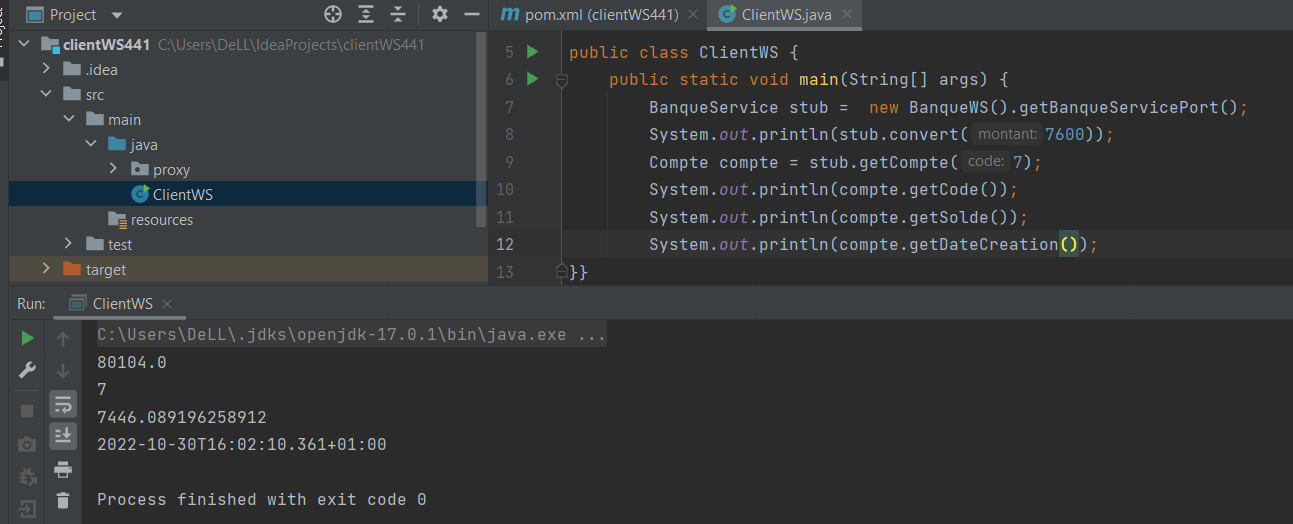 Project
Project
pom.xml (clientWS441)
ClientWS.java
clientWS441 C:\Users\DeLL\IdeaProjects\clientWS441
.idea
src
main
java
proxy
ClientWS
resources
test
target
5 public class ClientWS {
6 public static void main(String[] args) {
7 BanqueService stub =  new BanqueWS().getBanqueServicePort();
8 System.out.println(stub.convert( montant: 7600));
9 Compte compte = stub.getCompte( code: 7);
10 System.out.println(compte.getCode());
11 System.out.println(compte.getSolde());
12 System.out.println(compte.getDateCreation());
13 }}
Run: ClientWS
C:\Users\DeLL\.jdks\openjdk-17.0.1\bin\java.exe ...
80104.0
7
7446.089196258912
2022-10-30T16:02:10.361+01:00
Process finished with exit code 0